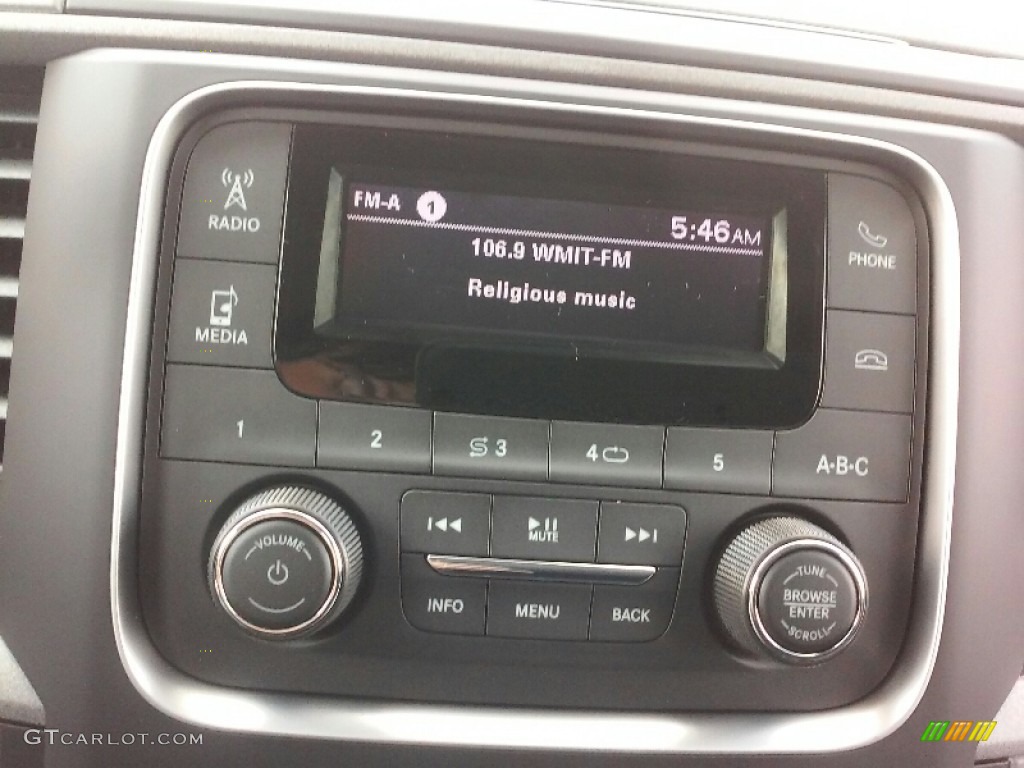 FM-A 1
5:46AM
106.9 WMIT-FM
Religious music
RADIO
MEDIA
PHONE
1 2 3 4 5 A-B-C
VOLUME
MUTE
INFO MENU BACK
TUNE
BROWSE
ENTER
SCROLL
GTCARLOT.COM